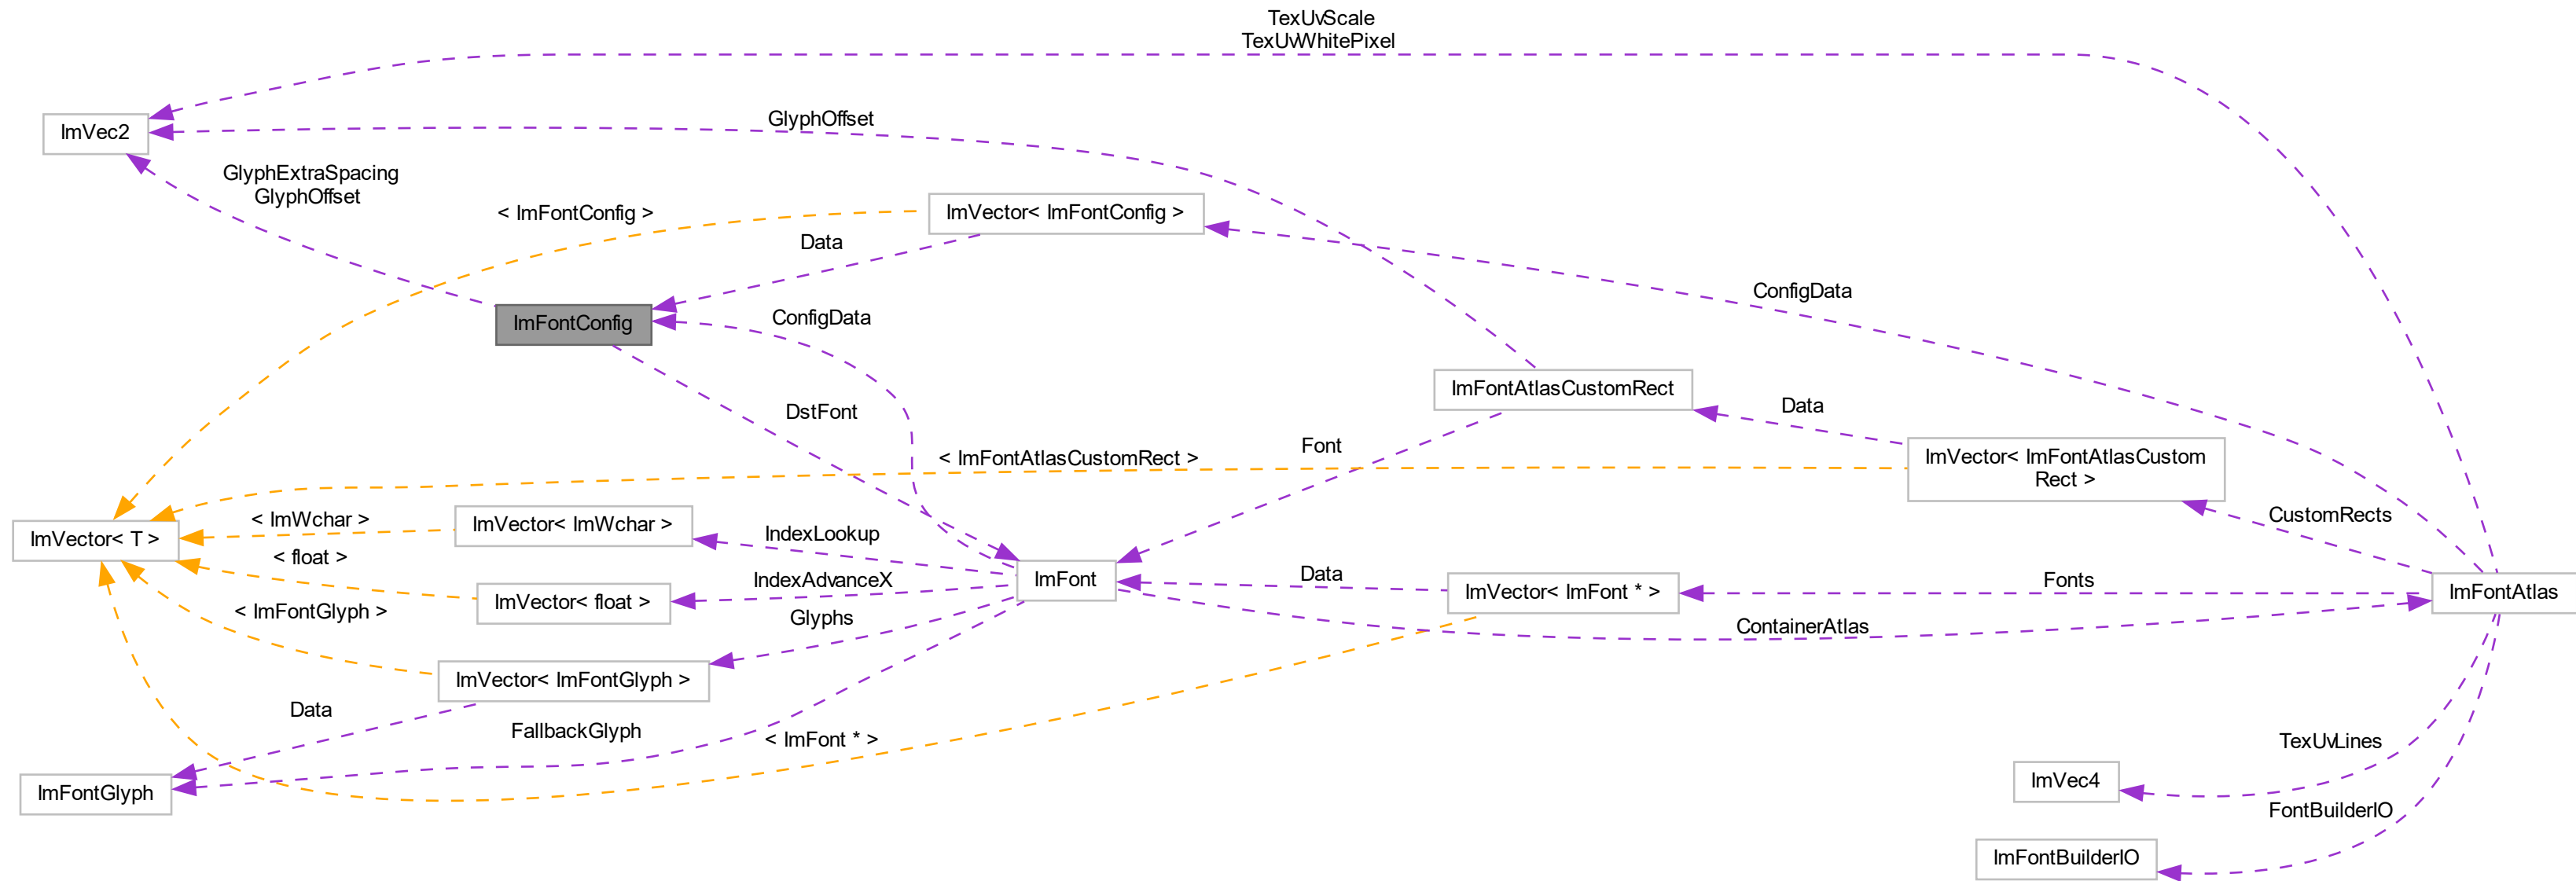 TexUvScale
TexUvWhitePixel
GlyphOffset
ImVec2
GlyphExtraSpacing
GlyphOffset
< ImFontConfig >
ImVector< ImFontConfig >
Data
ConfigData
ImFontConfig
ConfigData
ImFontAtlasCustomRect
Data
DstFont
Font
< ImFontAtlasCustomRect >
ImVector< ImFontAtlasCustom
Rect >
CustomRects
ImVector< T >
< ImWchar >
ImVector< ImWchar >
IndexLookup
< float >
ImVector< float >
IndexAdvanceX
ImFont
Data
ImVector< ImFont * >
Fonts
ImFontAtlas
< ImFontGlyph >
Glyphs
ContainerAtlas
ImVector< ImFontGlyph >
Data
FallbackGlyph
< ImFont * >
TexUvLines
ImFontGlyph
ImVec4
FontBuilderIO
ImFontBuilderIO